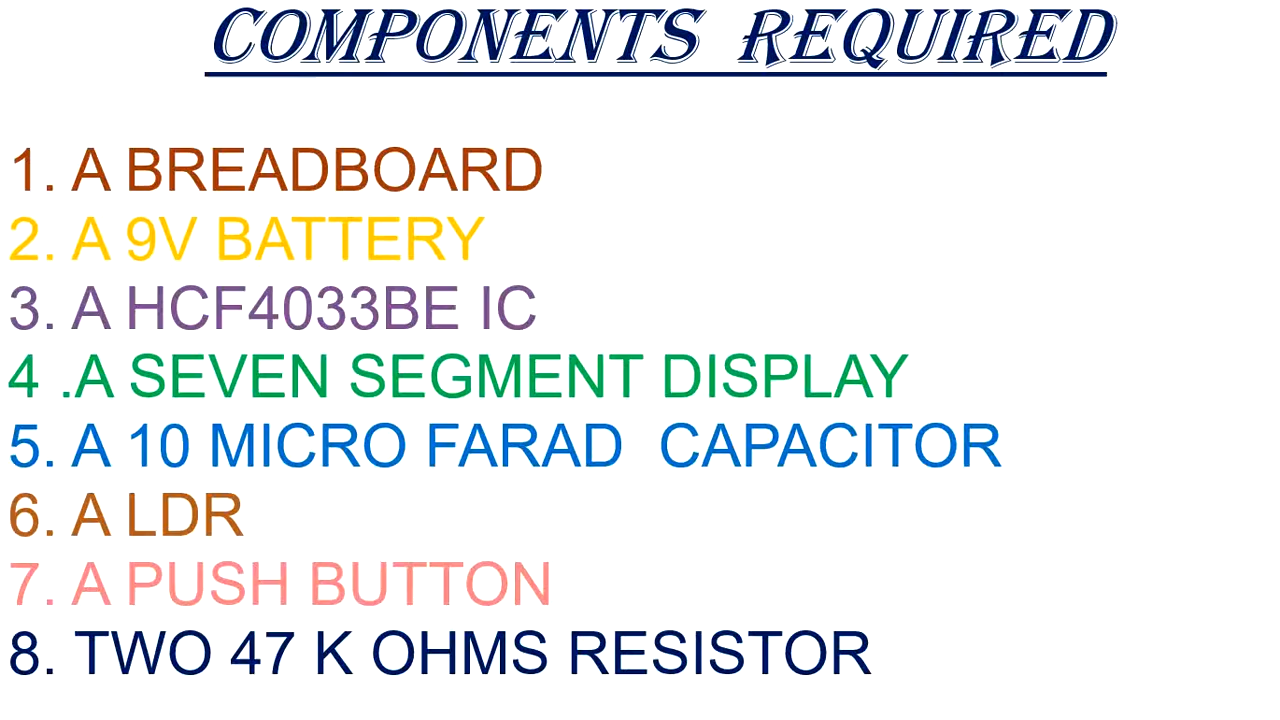 COMPONENTS REQUIRED
1. A BREADBOARD
2. A 9V BATTERY
3. A HCF4033BE IC
4 .A SEVEN SEGMENT DISPLAY
5. A 10 MICRO FARAD  CAPACITOR
6. A LDR
7. A PUSH BUTTON
8. TWO 47 K OHMS RESISTOR